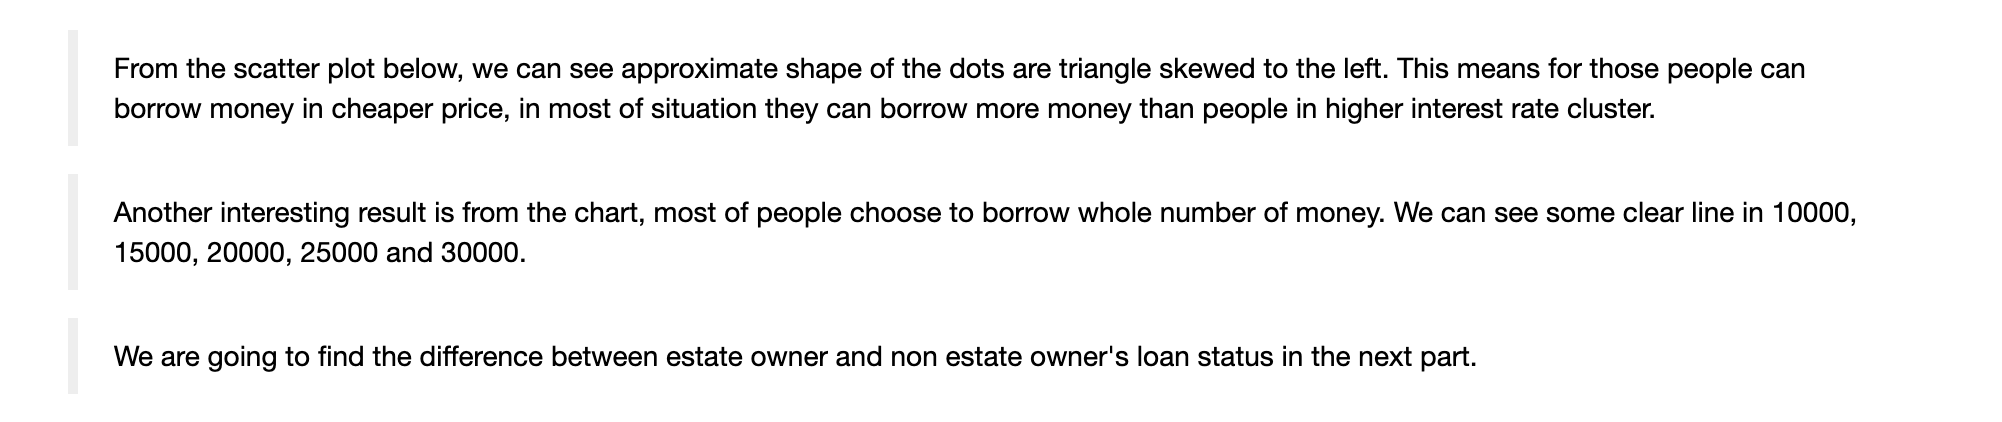 From the scatter plot below, we can see approximate shape of the dots are triangle skewed to the left. This means for those people can
borrow money in cheaper price, in most of situation they can borrow more money than people in higher interest rate cluster.
Another interesting result is from the chart, most of people choose to borrow whole number of money. We can see some clear line in 10000,
15000, 20000, 25000 and 30000.
We are going to find the difference between estate owner and non estate owner's loan status in the next part.